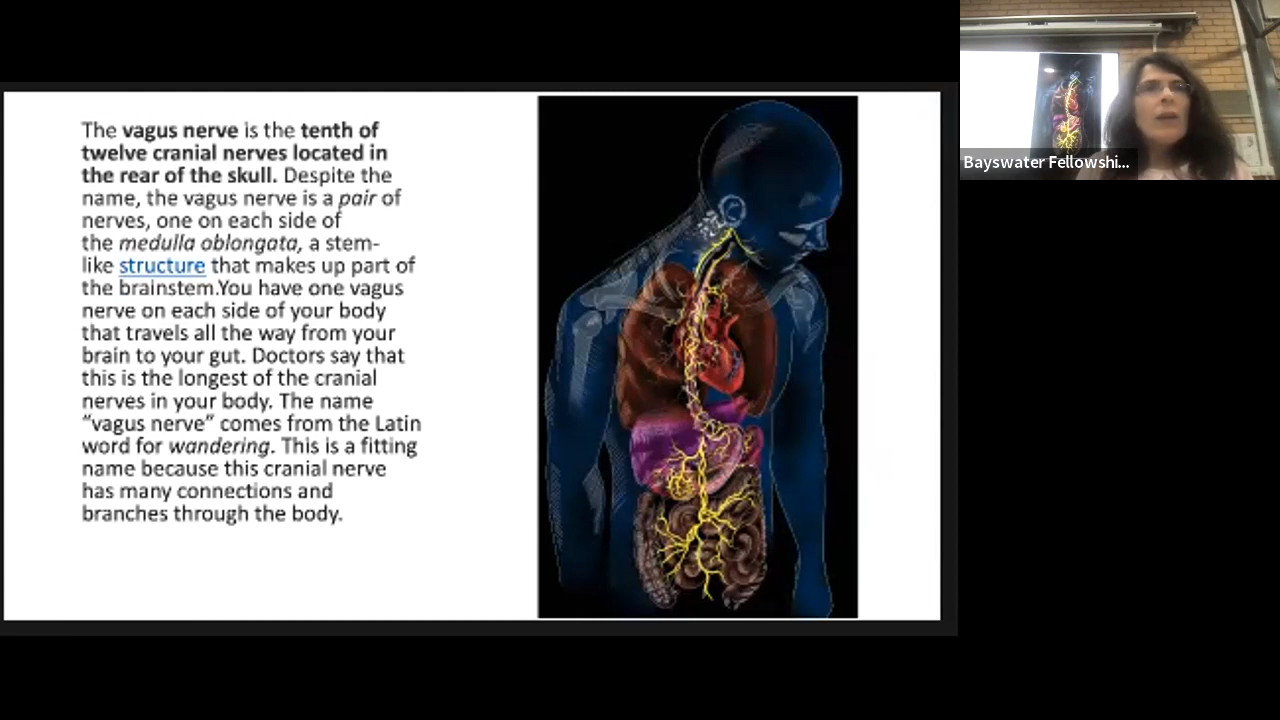 The vagus nerve is the tenth of
twelve cranial nerves located in
the rear of the skull. Despite the
name, the vagus nerve is a pair of
nerves, one on each side of
the medulla oblongata, a stem-
like structure that makes up part of
the brainstem.You have one vagus
nerve on each side of your body
that travels all the way from your
brain to your gut. Doctors say that
this is the longest of the cranial
nerves in your body. The name
“vagus nerve” comes from the Latin
word for wandering. This is a fitting
name because this cranial nerve
has many connections and
branches through the body.
Bayswater Fellowshi...